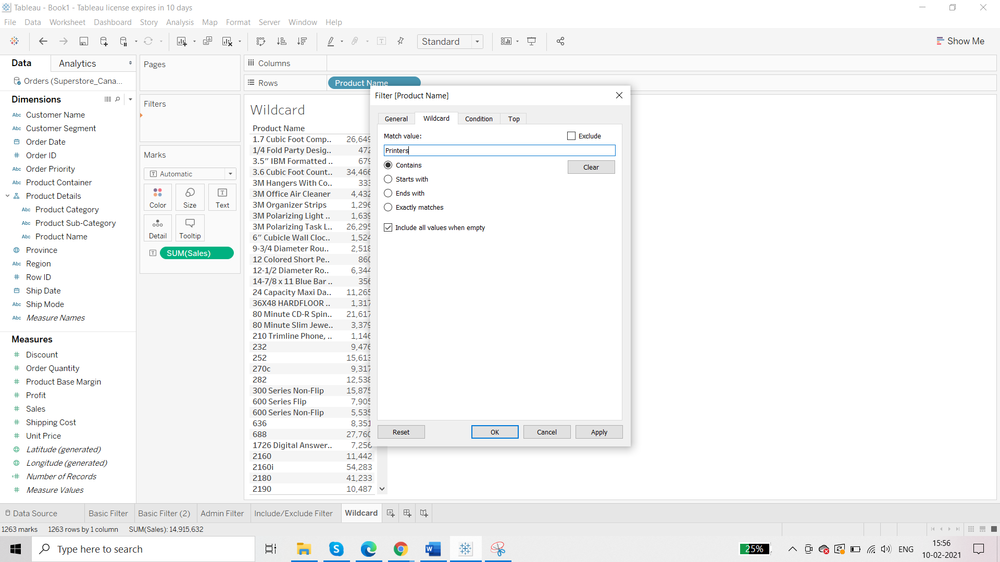 Tableau - Book1 - Tableau license expires in 10 days
File Data Worksheet Dashboard Story Analysis Map Format Server Window Help
Standard
Show Me
Data Analytics
Orders (Superstore_Cana...
Dimensions
Abc Customer Name
Abc Customer Segment
Order Date
# Order ID
Abc Order Priority
Abc Product Container
Product Details
Abc Product Category
Abc Product Sub-Category
Abc Product Name
Province
Abc Region
# Row ID
Ship Date
Abc Ship Mode
Abc Measure Names
Measures
# Discount
# Order Quantity
# Product Base Margin
# Profit
# Sales
# Shipping Cost
# Unit Price
Latitude (generated)
Longitude (generated)
=# Number of Records
# Measure Values
Pages
Filters
Marks
T Automatic
Color Size T Text
Detail Tooltip
T SUM(Sales)
Columns
Rows Product Name
Wildcard
Product Name
1.7 Cubic Foot Comp.. 26,649
1/4 Fold Party Desig.. 472
3.5” IBM Formatted .. 679
3.6 Cubic Foot Count.. 34,466
3M Hangers With Co.. 333
3M Office Air Cleaner 4,432
3M Organizer Strips 1,296
3M Polarizing Light .. 1,639
3M Polarizing Task L.. 26,295
6” Cubicle Wall Cloc.. 1,524
9-3/4 Diameter Rou.. 2,518
12 Colored Short Pe.. 860
12-1/2 Diameter Ro.. 6,344
14-7/8 x 11 Blue Bar .. 356
24 Capacity Maxi Da.. 11,265
36X48 HARDFLOOR .. 1,317
80 Minute CD-R Spin.. 21,617
80 Minute Slim Jewe.. 3,379
210 Trimline Phone, .. 1,146
232 9,476
252 15,613
270c 9,317
282 12,538
300 Series Non-Flip 15,875
600 Series Flip 7,905
600 Series Non-Flip 5,535
636 8,351
688 27,760
1726 Digital Answer.. 7,256
2160 11,442
2160i 54,283
2180 41,233
2190 10,487
Filter [Product Name]
General Wildcard Condition Top
Match value: Exclude
Printers
Contains
Clear
Starts with
Ends with
Exactly matches
Include all values when empty
Reset OK Cancel Apply
Data Source Basic Filter Basic Filter (2) Admin Filter Include/Exclude Filter Wildcard
1263 marks 1263 rows by 1 column SUM(Sales): 14,915,632
Type here to search
25%
ENG
15:56
10-02-2021